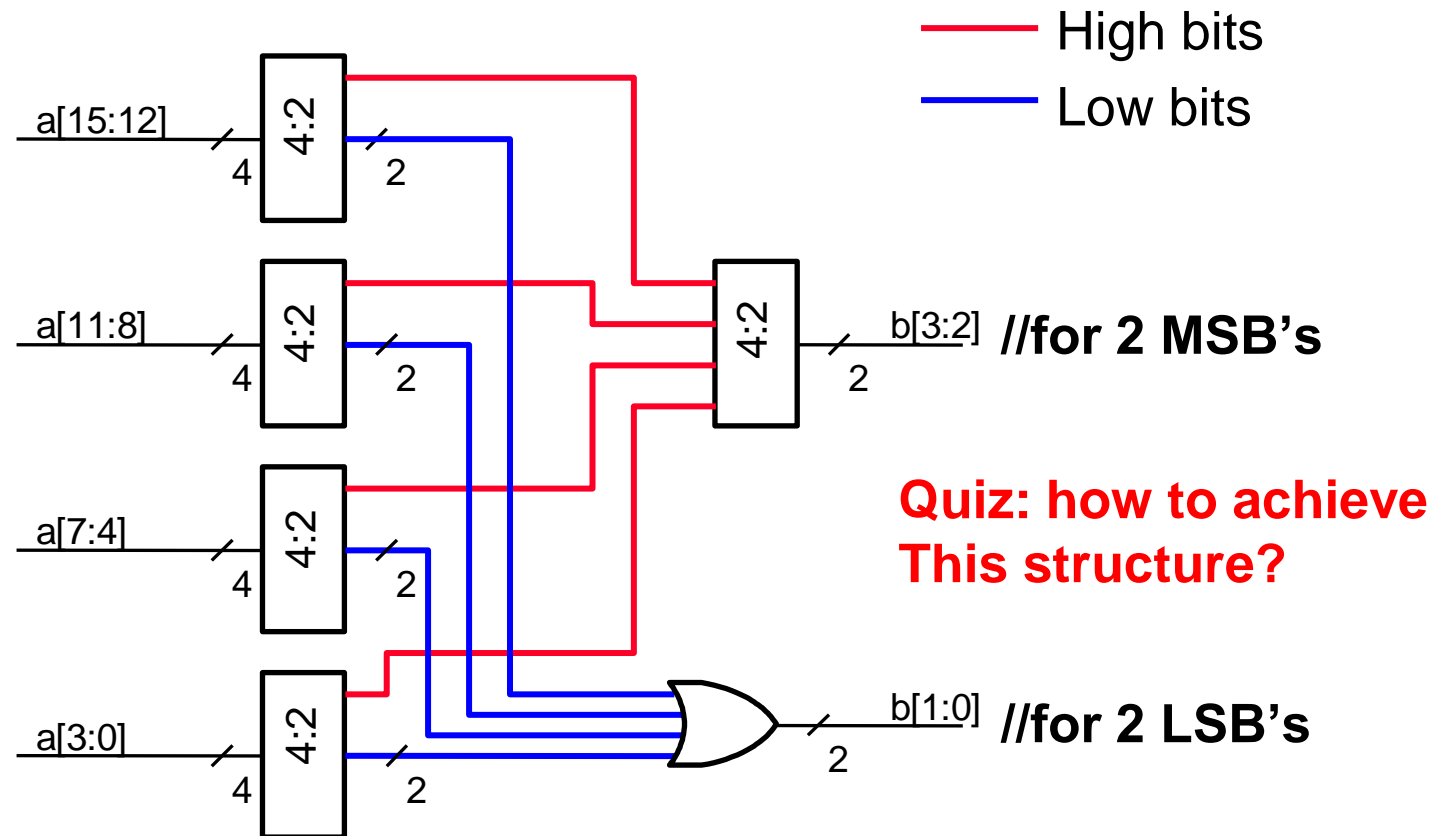 High bits
Low bits
a[15:12]
4
4:2
2
a[11:8]
4
4:2
2
4:2
2
b[3:2] //for 2 MSB’s
a[7:4]
4
4:2
2
Quiz: how to achieve
This structure?
a[3:0]
4
4:2
2
b[1:0] //for 2 LSB’s
2